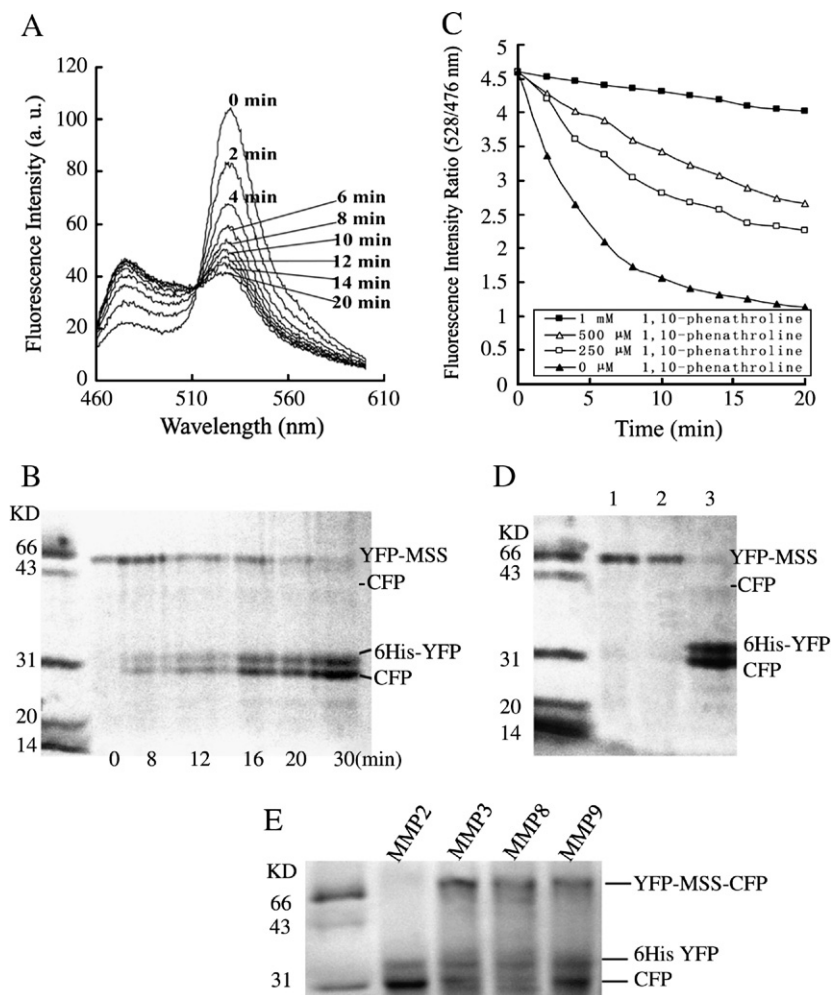 A
Fluorescence Intensity (a. u.)
120
100
80
60
40
20
0
460
510
560
610
Wavelength (nm)
0 min
2 min
4 min
6 min
8 min
10 min
12 min
14 min
20 min
C
Fluorescence Intensity Ratio (528/476 nm)
5
4.5
4
3.5
3
2.5
2
1.5
1
0.5
0
0
5
10
15
20
Time (min)
1 mM 1,10-phenathroline
500 μM 1,10-phenathroline
250 μM 1,10-phenathroline
0 μM 1,10-phenathroline
B
KD
66
43
31
20
14
YFP-MSS
-CFP
6His-YFP
CFP
0 8 12 16 20 30(min)
D
1 2 3
KD
66
43
31
20
14
YFP-MSS
-CFP
6His-YFP
CFP
E
MMP2
MMP3
MMP8
MMP9
KD
66
43
31
YFP-MSS-CFP
6His YFP
CFP